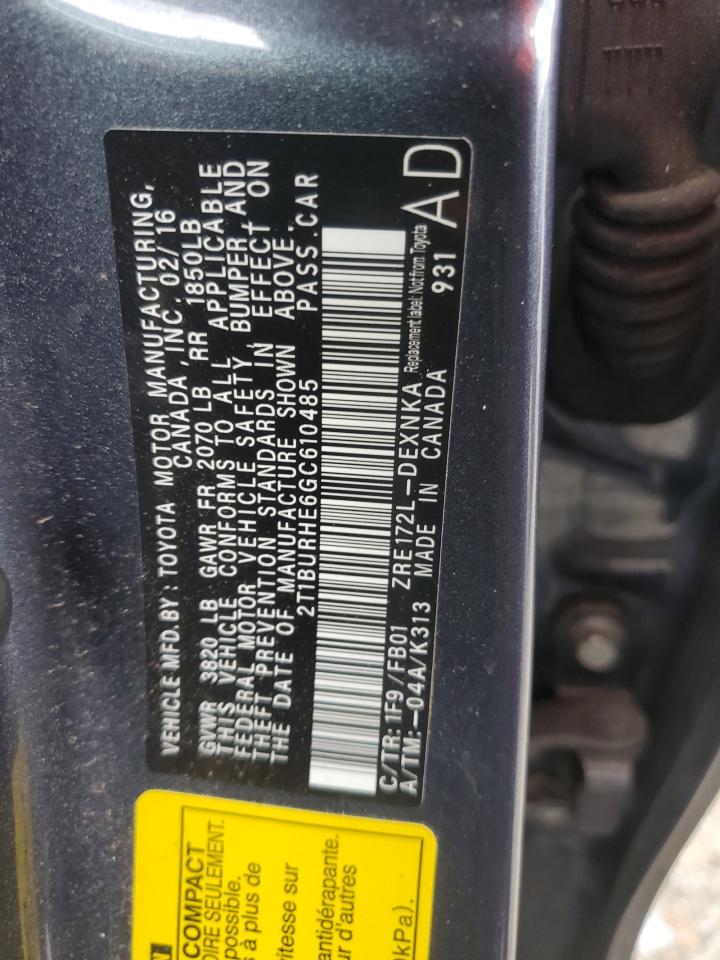 VEHICLE MFD.BY: TOYOTA MOTOR MANUFACTURING,
CANADA, INC. 02/16
GVWR 3820 LB GAWR FR 2070 LB RR 1850LB
THIS VEHICLE CONFORMS TO ALL APPLICABLE
FEDERAL MOTOR VEHICLE SAFETY, BUMPER, AND
THEFT PREVENTION STANDARDS IN EFFECT ON
THE DATE OF MANUFACTURE SHOWN ABOVE.
2T1BURHE6GC610485 PASS.CAR
C/TR:1F9/FB01 ZRE172L-DEXNKA Replacement label: Not from Toyota
A/TM:-04A/K313 MADE IN CANADA 931 AD
COMPACT
OIRE SEULEMENT.
possible,
s à plus de
vitesse sur
antidérapante.
ur d'autres
0kPa).